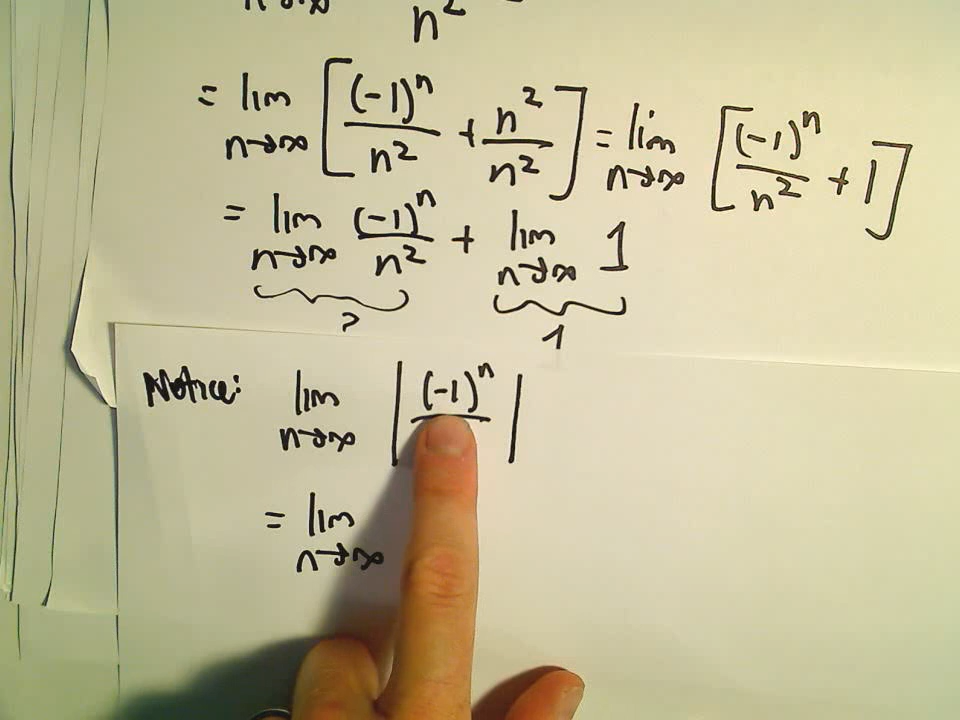 n→∞ n²
= lim n→∞ [ (-1)ⁿ/n² + n²/n² ] = lim n→∞ [ (-1)ⁿ/n² + 1 ]
= lim n→∞ (-1)ⁿ/n² + lim n→∞ 1
? 1
Notice: lim n→∞ | (-1)ⁿ |
= lim n→∞